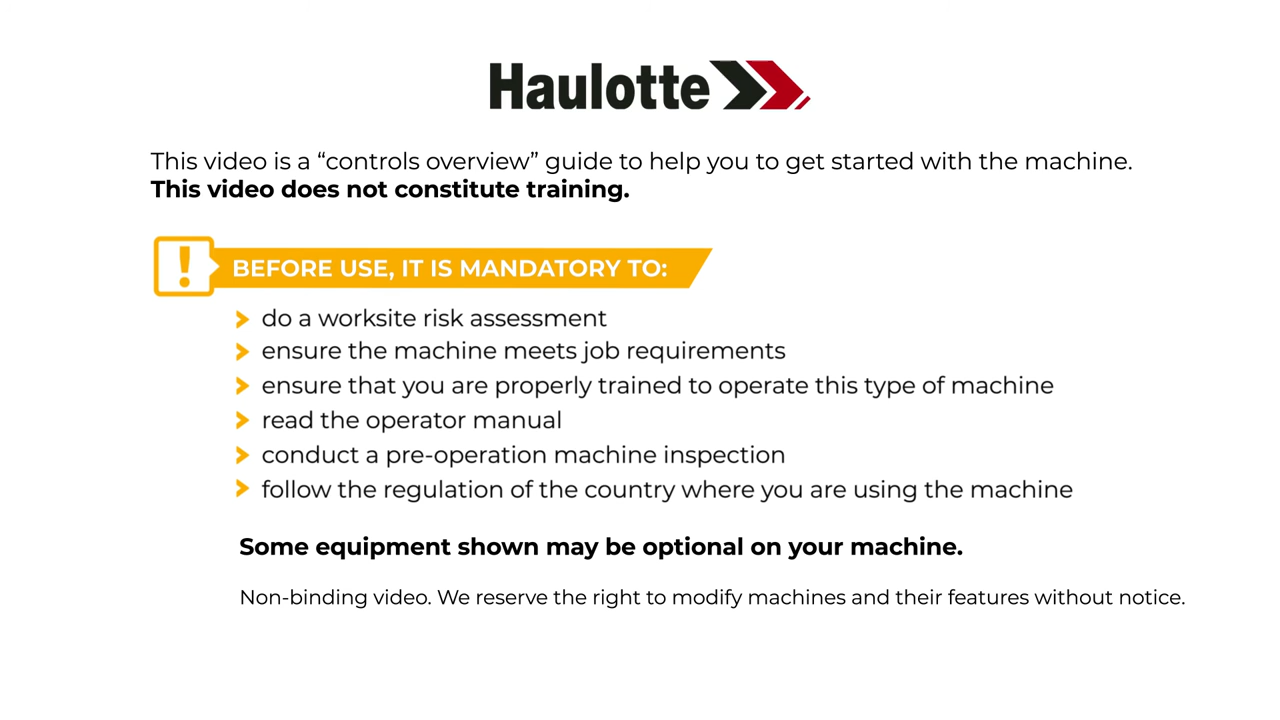 Haulotte
This video is a “controls overview” guide to help you to get started with the machine.
This video does not constitute training.
BEFORE USE, IT IS MANDATORY TO:
do a worksite risk assessment
ensure the machine meets job requirements
ensure that you are properly trained to operate this type of machine
read the operator manual
conduct a pre-operation machine inspection
follow the regulation of the country where you are using the machine
Some equipment shown may be optional on your machine.
Non-binding video. We reserve the right to modify machines and their features without notice.